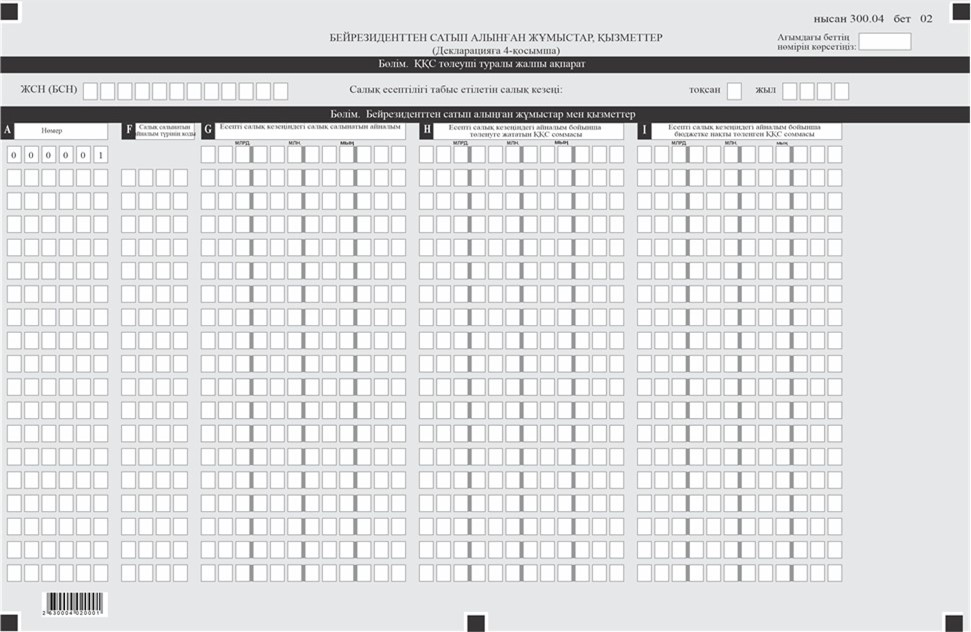 нысан 300.04 бет 02
БЕЙРЕЗИДЕНТТЕН САТЫП АЛЫНҒАН ЖҰМЫСТАР, ҚЫЗМЕТТЕР
(Декларацияға 4-қосымша)
Ағымдағы беттің
нөмірін көрсетіңіз:
Бөлім. ҚҚС төлеуші туралы жалпы ақпарат
ЖСН (БСН) Салық есептілігі табыс етілетін салық кезеңі: тоқсан жыл
Бөлім. Бейрезиденттен сатып алынған жұмыстар мен қызметтер
A Нөмер F Салық салынатын айналым түрінің коды G Есепті салық кезеңіндегі салық салынатын айналым H Есепті салық кезеңіндегі айналым бойынша төленуге жататын ҚҚС соммасы I Есепті салық кезеңіндегі айналым бойынша бюджетке нақты төленген ҚҚС соммасы
МЛРД. МЛН. МЫҢ МЛРД. МЛН. МЫҢ МЛРД. МЛН. МЫҢ
0 0 0 0 0 1
2630004020001